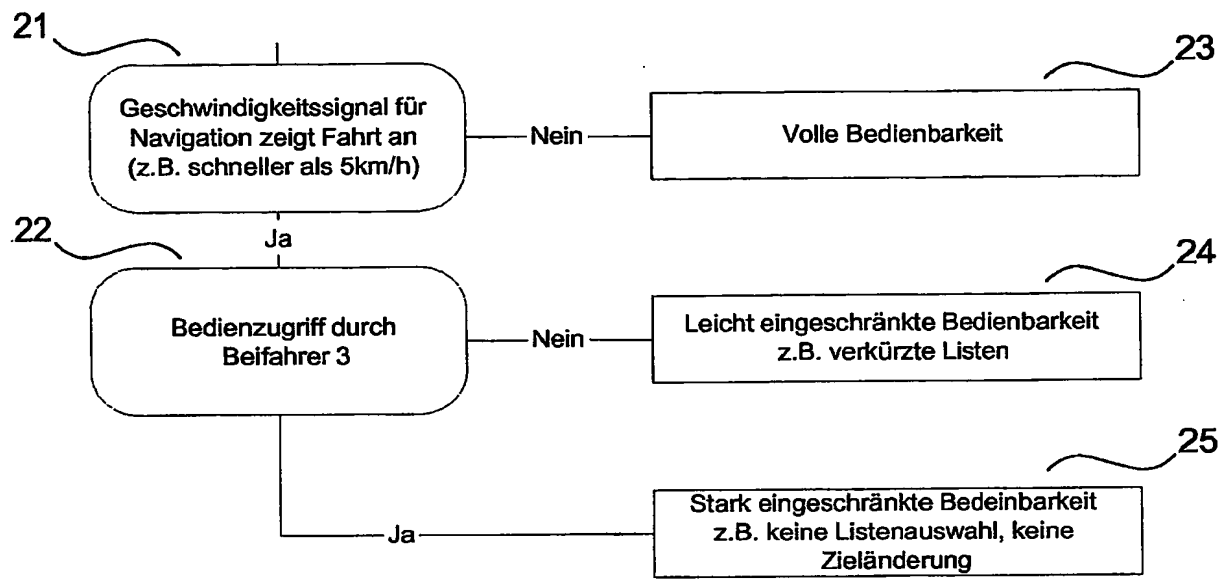 21
Geschwindigkeitssignal für
Navigation zeigt Fahrt an
(z.B. schneller als 5km/h)
Nein
23
Volle Bedienbarkeit
Ja
22
Bedienzugriff durch
Beifahrer 3
Nein
24
Leicht eingeschränkte Bedienbarkeit
z.B. verkürzte Listen
Ja
25
Stark eingeschränkte Bedeinbarkeit
z.B. keine Listenauswahl, keine
Zieländerung